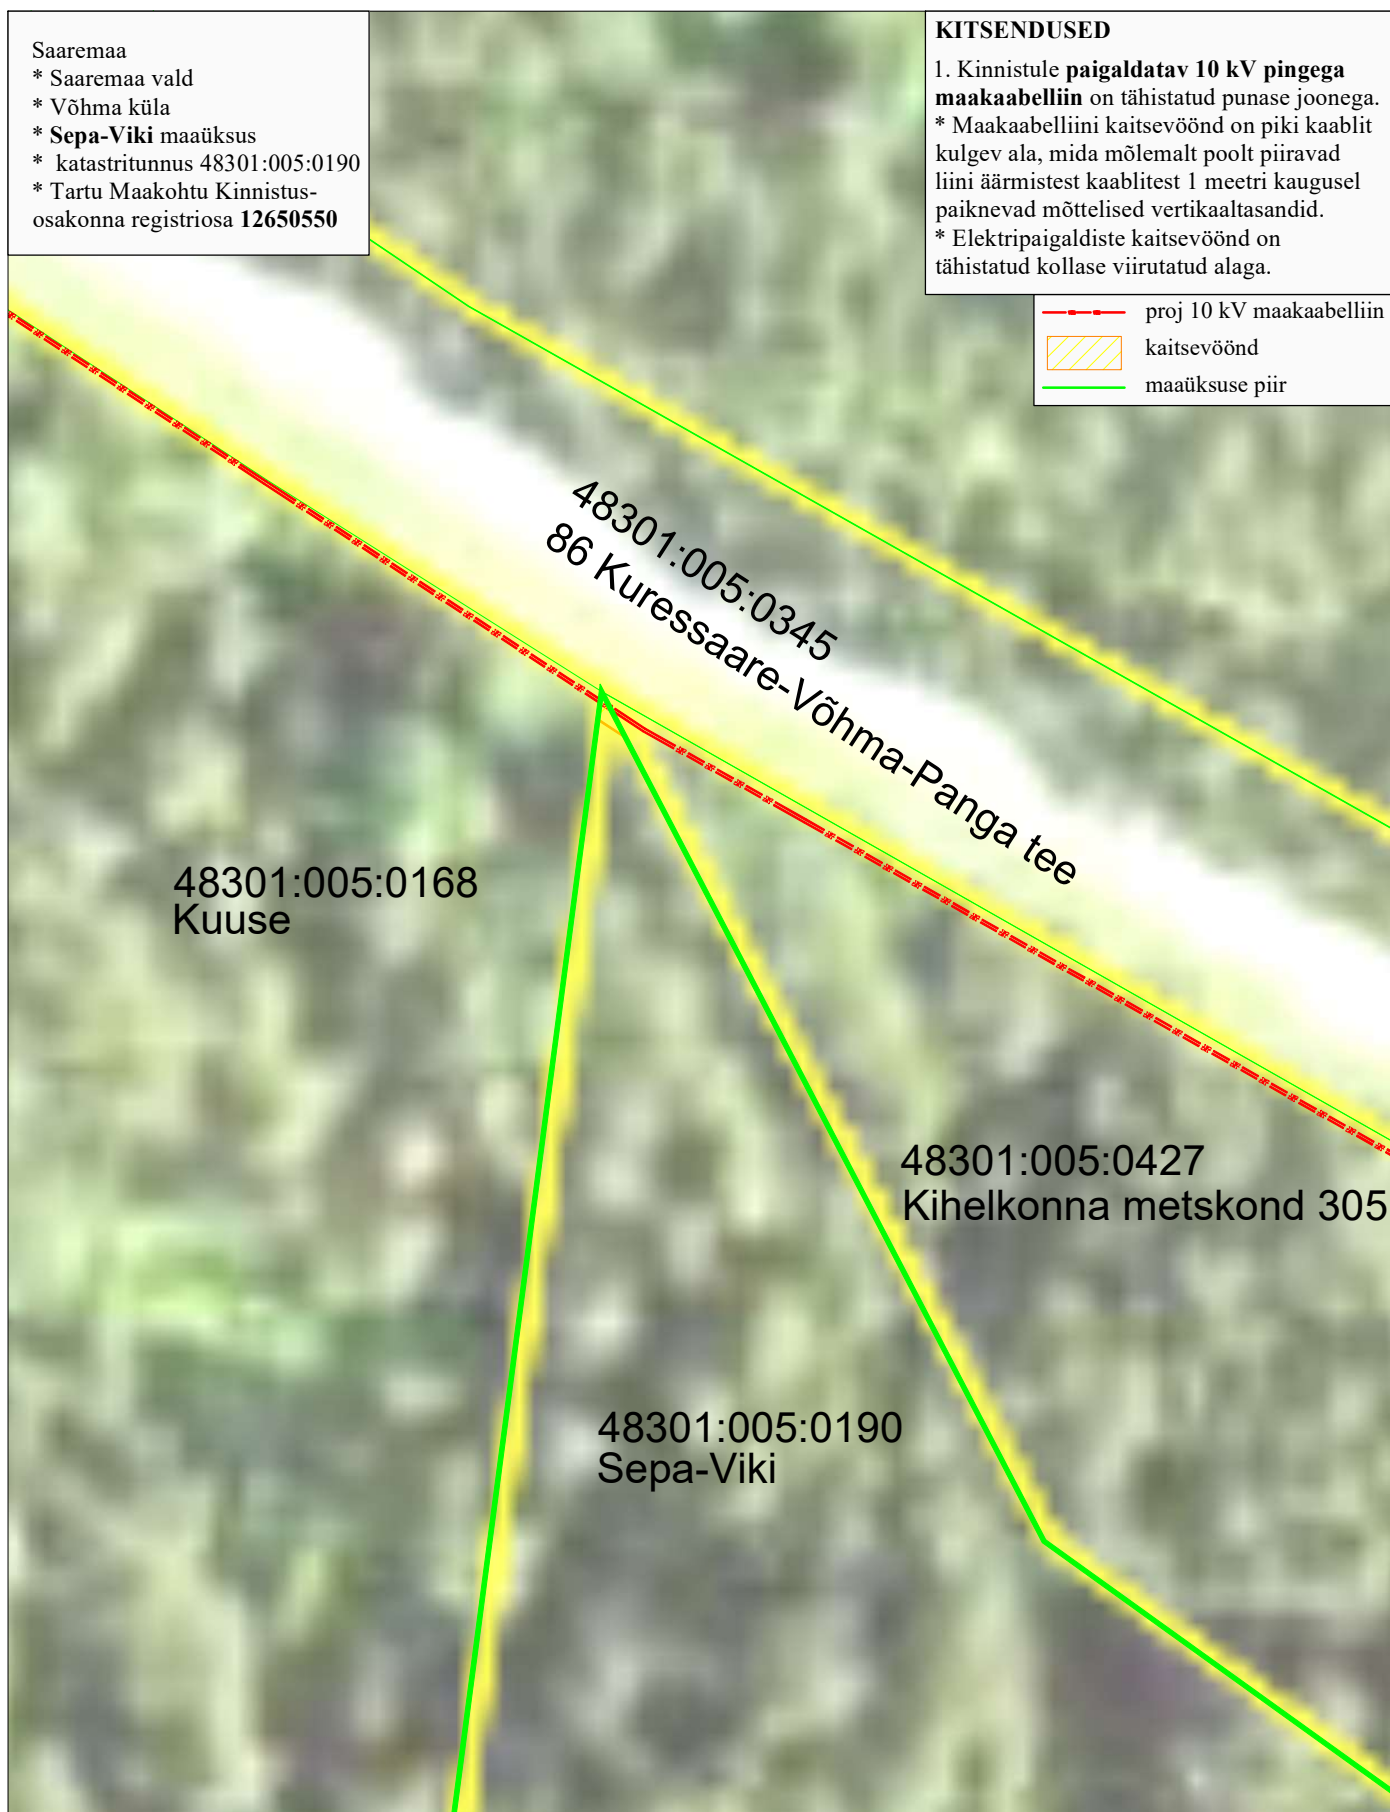 Saaremaa
* Saaremaa vald
* Võhma küla
* Sepa-Viki maaüksus
* katastritunnus 48301:005:0190
* Tartu Maakohtu Kinnistus-
osakonna registriosa 12650550
KITSENDUSED
1. Kinnistule paigaldatav 10 kV pingega
maakaabelliin on tähistatud punase joonega.
* Maakaabelliini kaitsevöönd on piki kaablit
kulgev ala, mida mõlemalt poolt piiravad
liini äärmistest kaablitest 1 meetri kaugusel
paiknevad mõttelised vertikaaltasandid.
* Elektripaigaldiste kaitsevöönd on
tähistatud kollase viirutatud alaga.
proj 10 kV maakaabelliin
kaitsevöönd
maaüksuse piir
48301:005:0345
86 Kuressaare-Võhma-Panga tee
48301:005:0168
Kuuse
48301:005:0427
Kihelkonna metskond 305
48301:005:0190
Sepa-Viki